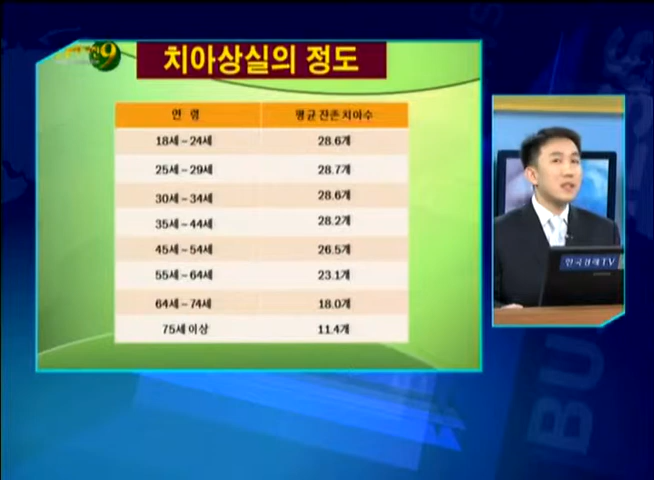 9
치아상실의 정도
연 령 평균 잔존 치아수
18세 – 24세 28.6개
25세 – 29세 28.7개
30세 – 34세 28.6개
35세 – 44세 28.2개
45세 – 54세 26.5개
55세 – 64세 23.1개
64세 – 74세 18.0개
75세 이상 11.4개
한국경제TV
BU